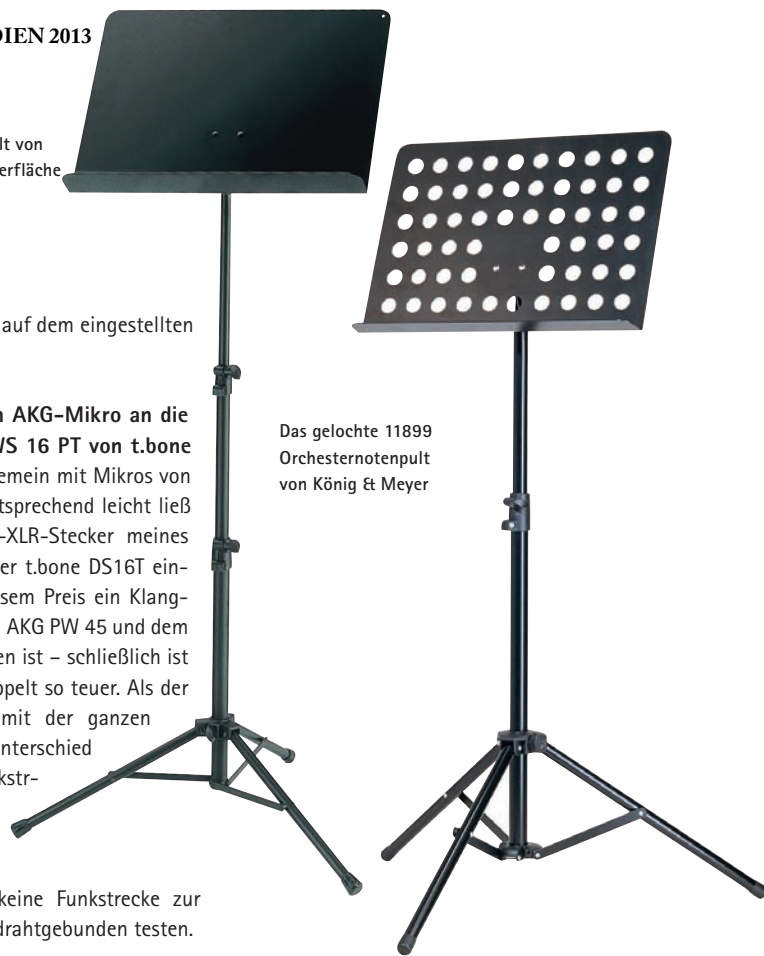 DIEN 2013
lt von
erfläche
auf dem eingestellten
n AKG-Mikro an die
WS 16 PT von t.bone
emein mit Mikros von
tsprechend leicht ließ
-XLR-Stecker meines
er t.bone DS16T ein-
sem Preis ein Klang-
AKG PW 45 und dem
en ist – schließlich ist
ppelt so teuer. Als der
mit der ganzen
nterschied
kstr-
keine Funkstrecke zur
drahtgebunden testen.
Das gelochte 11899
Orchesternotenpult
von König & Meyer